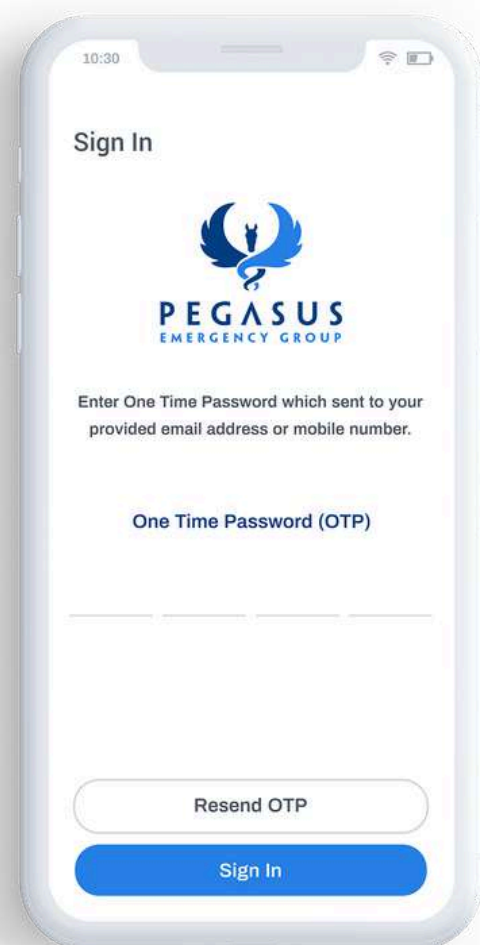 10:30
Sign In
PEGASUS
EMERGENCY GROUP
Enter One Time Password which sent to your
provided email address or mobile number.
One Time Password (OTP)
Resend OTP
Sign In